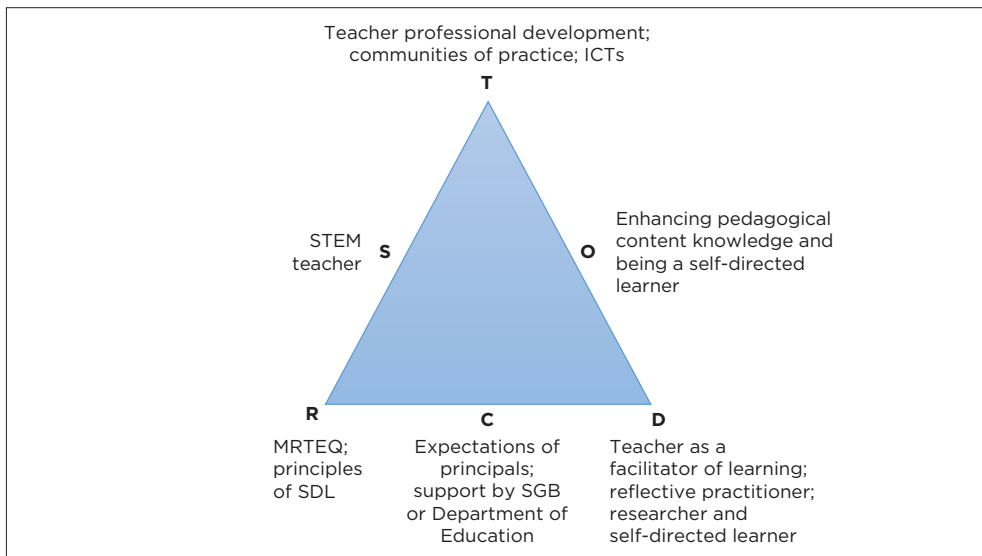 Teacher professional development;
communities of practice; ICTs
T
STEM
teacher
S
O
Enhancing pedagogical
content knowledge and
being a self-directed
learner
R
MRTEQ;
principles
of SDL
C
Expectations of
principals;
support by SGB
or Department of
Education
D
Teacher as a
facilitator of learning;
reflective practitioner;
researcher and
self-directed learner